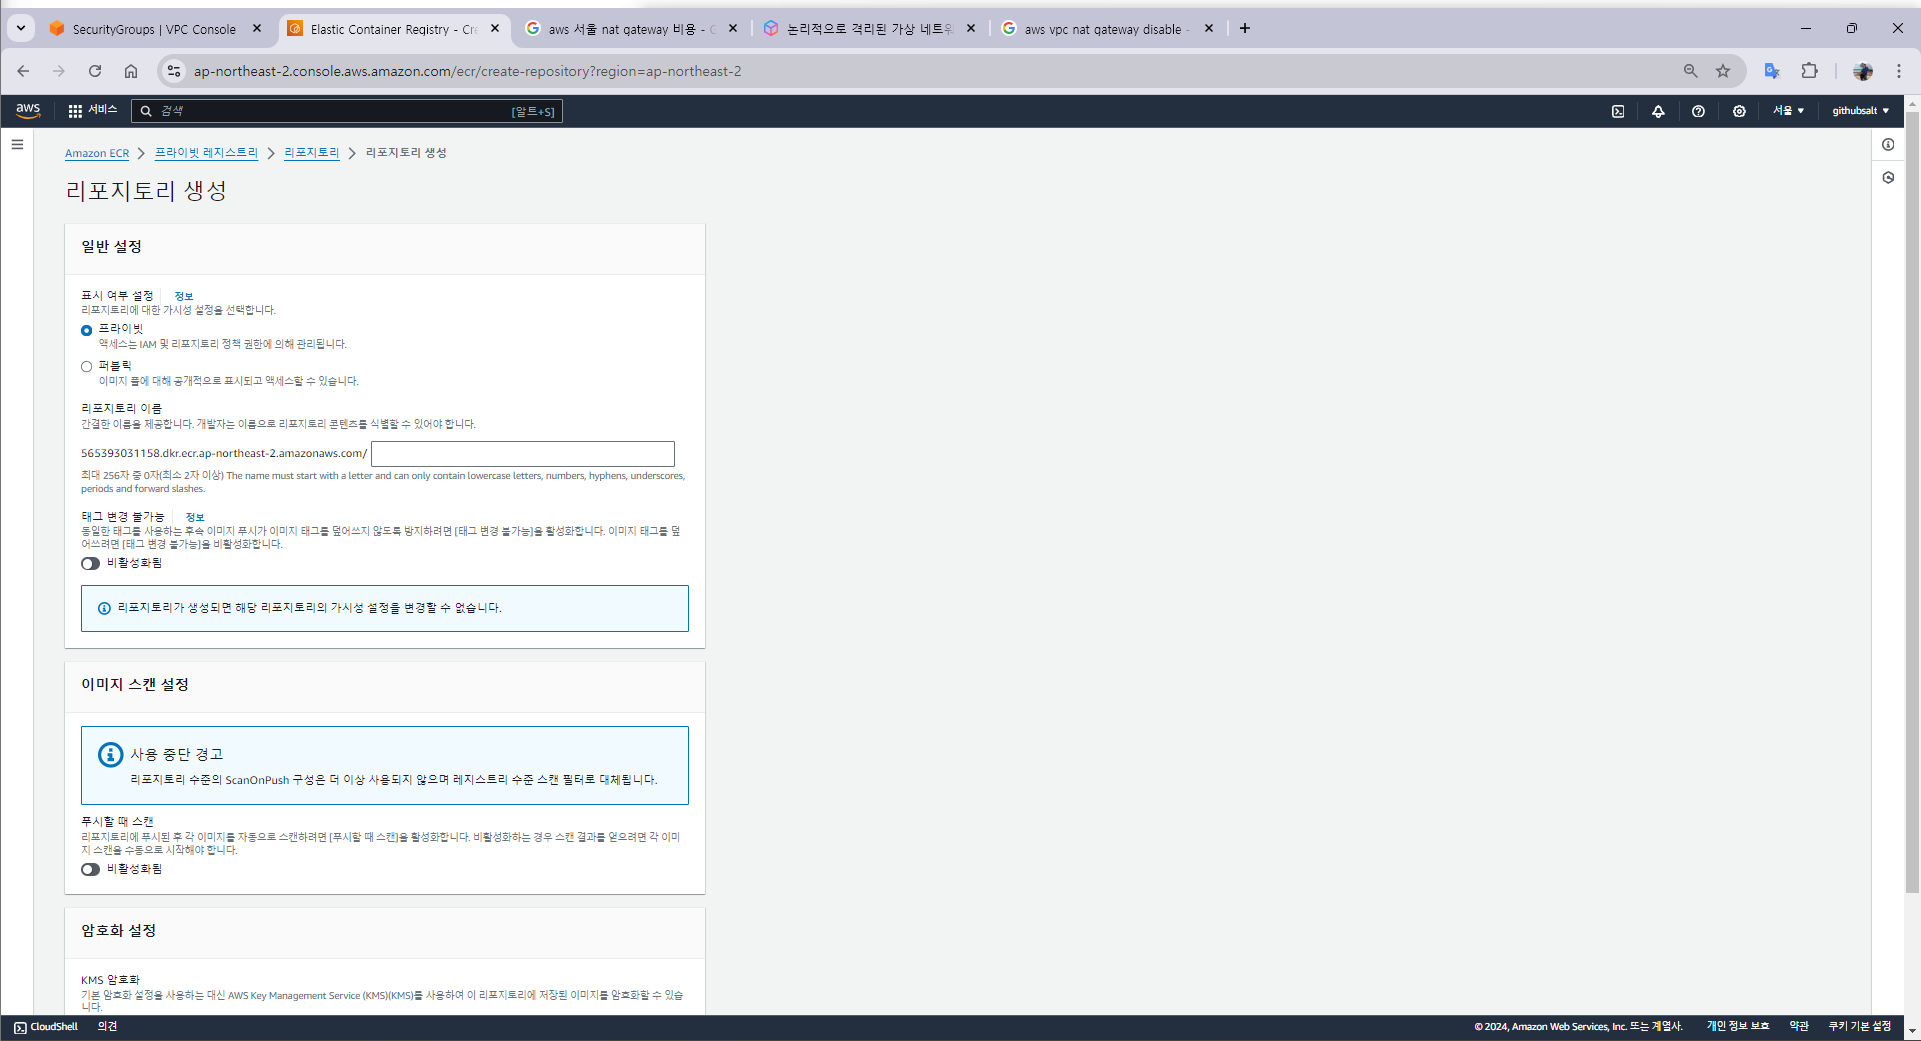 SecurityGroups | VPC Console
Elastic Container Registry - Cre
aws 서울 nat gateway 비용 - G
논리적으로 격리된 가상 네트워
aws vpc nat gateway disable -
ap-northeast-2.console.aws.amazon.com/ecr/create-repository?region=ap-northeast-2
aws
서비스
검색
[알트+S]
서울
githubsalt
Amazon ECR
프라이빗 레지스트리
리포지토리
리포지토리 생성
리포지토리 생성
일반 설정
표시 여부 설정
정보
리포지토리에 대한 가시성 설정을 선택합니다.
프라이빗
액세스는 IAM 및 리포지토리 정책 권한에 의해 관리됩니다.
퍼블릭
이미지 풀에 대해 공개적으로 표시되고 액세스할 수 있습니다.
리포지토리 이름
간결한 이름을 제공합니다. 개발자는 이름으로 리포지토리 콘텐츠를 식별할 수 있어야 합니다.
565393031158.dkr.ecr.ap-northeast-2.amazonaws.com/
최대 256자 중 0자(최소 2자 이상) The name must start with a letter and can only contain lowercase letters, numbers, hyphens, underscores,
periods and forward slashes.
태그 변경 불가능
정보
동일한 태그를 사용하는 후속 이미지 푸시가 이미지 태그를 덮어쓰지 않도록 방지하려면 [태그 변경 불가능]을 활성화합니다. 이미지 태그를 덮
어쓰려면 [태그 변경 불가능]을 비활성화합니다.
비활성화됨
리포지토리가 생성되면 해당 리포지토리의 가시성 설정을 변경할 수 없습니다.
이미지 스캔 설정
사용 중단 경고
리포지토리 수준의 ScanOnPush 구성은 더 이상 사용되지 않으며 레지스트리 수준 스캔 필터로 대체됩니다.
푸시할 때 스캔
리포지토리에 푸시된 후 각 이미지를 자동으로 스캔하려면 [푸시할 때 스캔]을 활성화합니다. 비활성화하는 경우 스캔 결과를 얻으려면 각 이미
지 스캔을 수동으로 시작해야 합니다.
비활성화됨
암호화 설정
KMS 암호화
기본 암호화 설정을 사용하는 대신 AWS Key Management Service (KMS)(KMS)를 사용하여 이 리포지토리에 저장된 이미지를 암호화할 수 있습
니다.
CloudShell
의견
© 2024, Amazon Web Services, Inc. 또는 계열사.
개인 정보 보호
약관
쿠키 기본 설정